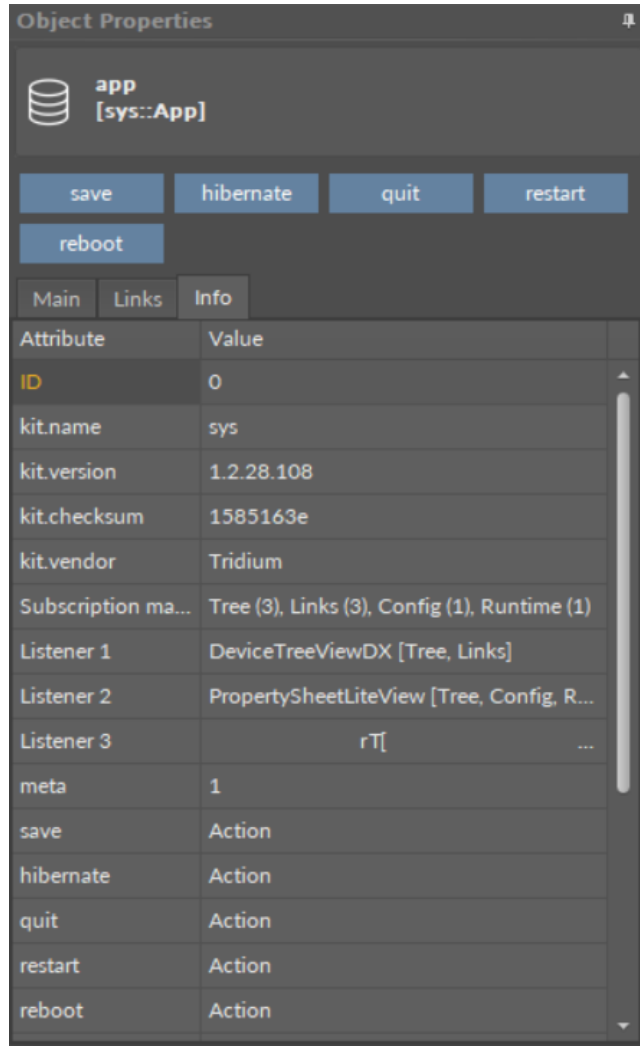 Object Properties
app
[sys::App]
save hibernate quit restart
reboot
Main Links Info
Attribute Value
ID 0
kit.name sys
kit.version 1.2.28.108
kit.checksum 1585163e
kit.vendor Tridium
Subscription ma... Tree (3), Links (3), Config (1), Runtime (1)
Listener 1 DeviceTreeViewDX [Tree, Links]
Listener 2 PropertySheetLiteView [Tree, Config, R...
Listener 3 rT[ ...
meta 1
save Action
hibernate Action
quit Action
restart Action
reboot Action